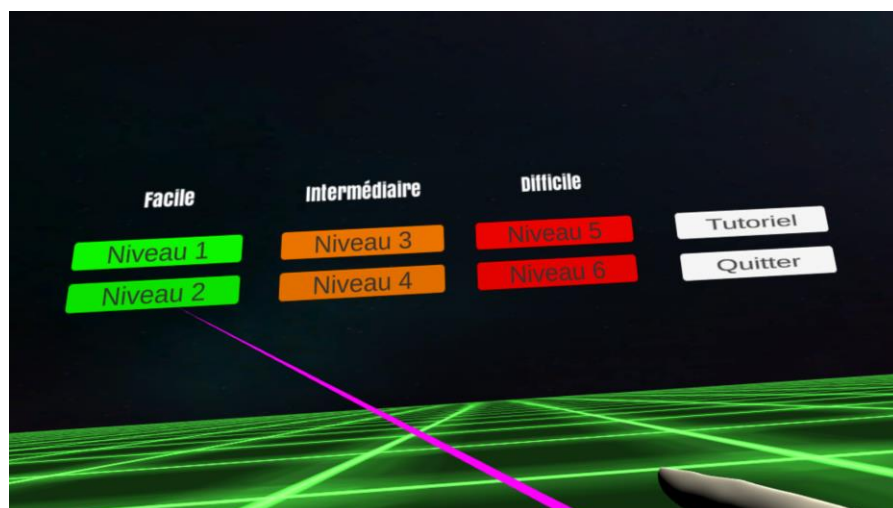 Facile
Niveau 1
Niveau 2
Intermédiaire
Niveau 3
Niveau 4
Difficile
Niveau 5
Niveau 6
Tutoriel
Quitter